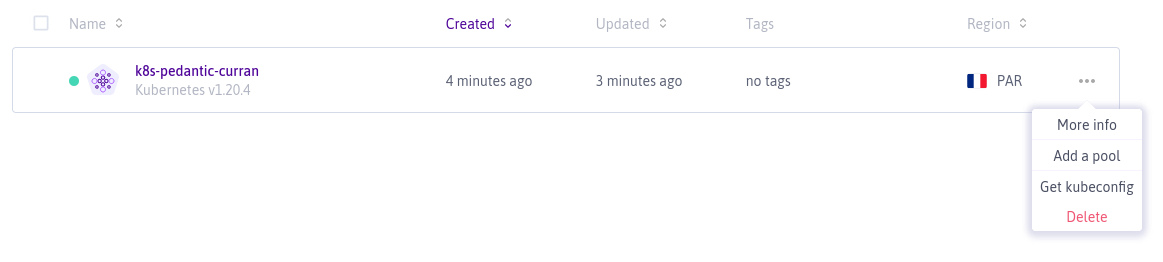 Name Created Updated Tags Region
k8s-pedantic-curran
Kubernetes v1.20.4
4 minutes ago 3 minutes ago no tags PAR
More info
Add a pool
Get kubeconfig
Delete